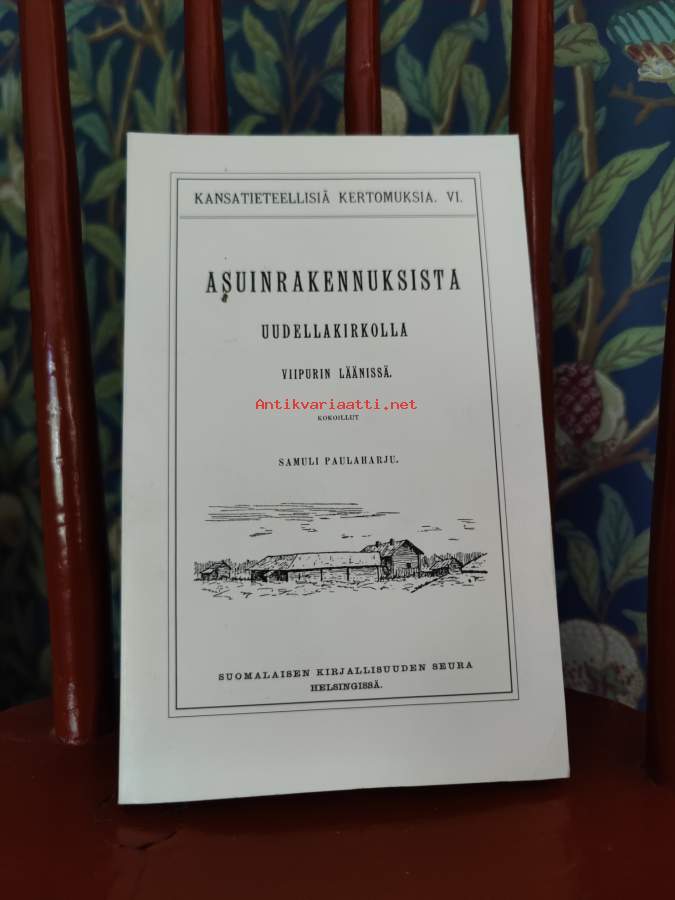 KANSATIETEELLISIÄ KERTOMUKSIA. VI.
ASUINRAKENNUKSISTA
UUDELLAKIRKOLLA
VIIPURIN LÄÄNISSÄ.
Antikvariaatti.net
KOKOILLUT
SAMULI PAULAHARJU.
SUOMALAISEN KIRJALLISUUDEN SEURA
HELSINGISSÄ.